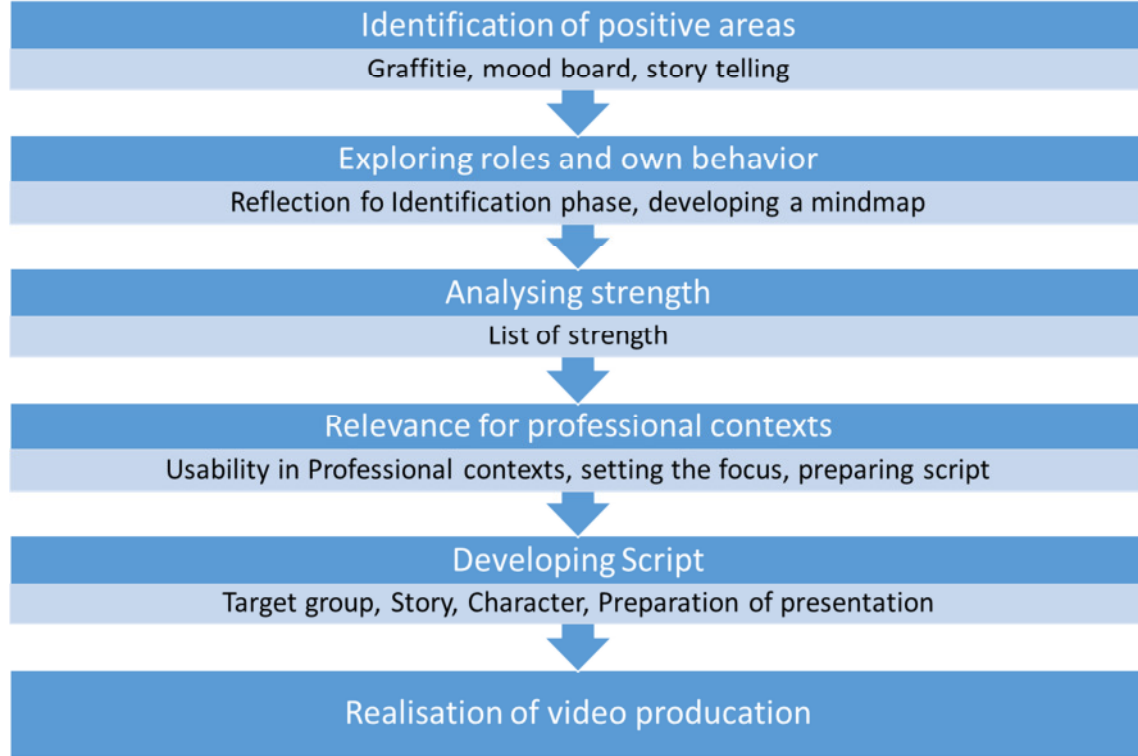 Identification of positive areas
Graffitie, mood board, story telling
Exploring roles and own behavior
Reflection fo Identification phase, developing a mindmap
Analysing strength
List of strength
Relevance for professional contexts
Usability in Professional contexts, setting the focus, preparing script
Developing Script
Target group, Story, Character, Preparation of presentation
Realisation of video producation